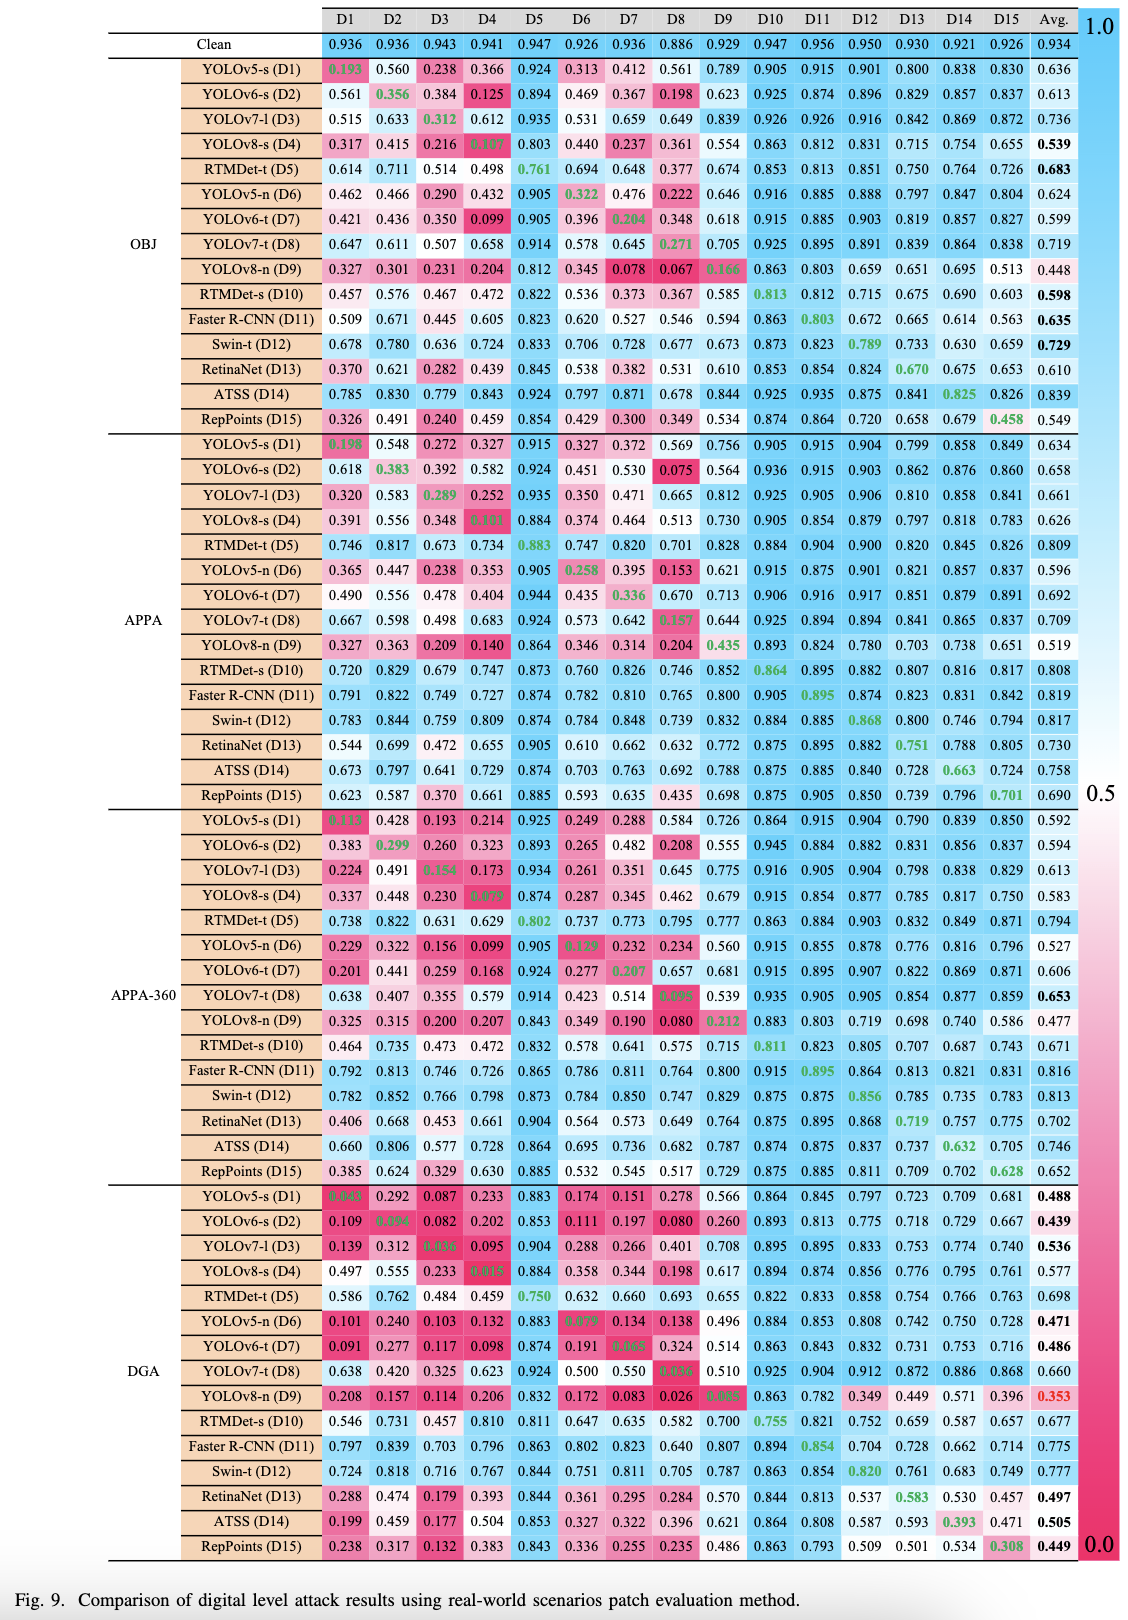 D1 D2 D3 D4 D5 D6 D7 D8 D9 D10 D11 D12 D13 D14 D15 Avg.
1.0
Clean 0.936 0.936 0.943 0.941 0.947 0.926 0.936 0.886 0.929 0.947 0.956 0.950 0.930 0.921 0.926 0.934
YOLOv5-s (D1) 0.193 0.560 0.238 0.366 0.924 0.313 0.412 0.561 0.789 0.905 0.915 0.901 0.800 0.838 0.830 0.636
YOLOv6-s (D2) 0.561 0.356 0.384 0.125 0.894 0.469 0.367 0.198 0.623 0.925 0.874 0.896 0.829 0.857 0.837 0.613
YOLOv7-l (D3) 0.515 0.633 0.312 0.612 0.935 0.531 0.659 0.649 0.839 0.926 0.926 0.916 0.842 0.869 0.872 0.736
YOLOv8-s (D4) 0.317 0.415 0.216 0.803 0.440 0.237 0.361 0.554 0.863 0.812 0.831 0.715 0.754 0.655 0.539
RTMDet-t (D5) 0.614 0.711 0.514 0.498 0.761 0.694 0.648 0.377 0.674 0.853 0.813 0.851 0.750 0.764 0.726 0.683
YOLOv5-n (D6) 0.462 0.466 0.290 0.432 0.905 0.322 0.476 0.222 0.646 0.916 0.885 0.888 0.797 0.847 0.804 0.624
YOLOv6-t (D7) 0.421 0.436 0.350 0.099 0.905 0.396 0.204 0.348 0.618 0.915 0.885 0.903 0.819 0.857 0.827 0.599
OBJ YOLOv7-t (D8) 0.647 0.611 0.507 0.658 0.914 0.578 0.645 0.271 0.705 0.925 0.895 0.891 0.839 0.864 0.838 0.719
YOLOv8-n (D9) 0.327 0.301 0.231 0.204 0.812 0.345 0.078 0.067 0.166 0.863 0.803 0.659 0.651 0.695 0.513 0.448
RTMDet-s (D10) 0.457 0.576 0.467 0.472 0.822 0.536 0.373 0.367 0.585 0.813 0.812 0.715 0.675 0.690 0.603 0.598
Faster R-CNN (D11) 0.509 0.671 0.445 0.605 0.823 0.620 0.527 0.546 0.594 0.863 0.803 0.672 0.665 0.614 0.563 0.635
Swin-t (D12) 0.678 0.780 0.636 0.724 0.833 0.706 0.728 0.677 0.673 0.873 0.823 0.789 0.733 0.630 0.659 0.729
RetinaNet (D13) 0.370 0.621 0.282 0.439 0.845 0.538 0.382 0.531 0.610 0.853 0.854 0.824 0.670 0.675 0.653 0.610
ATSS (D14) 0.785 0.830 0.779 0.843 0.924 0.797 0.871 0.678 0.844 0.925 0.935 0.875 0.841 0.825 0.826 0.839
RepPoints (D15) 0.326 0.491 0.240 0.459 0.854 0.429 0.300 0.349 0.534 0.874 0.864 0.720 0.658 0.679 0.458 0.549
YOLOv5-s (D1) 0.198 0.548 0.272 0.327 0.915 0.327 0.372 0.569 0.756 0.905 0.915 0.904 0.799 0.858 0.849 0.634
YOLOv6-s (D2) 0.618 0.383 0.392 0.582 0.924 0.451 0.530 0.075 0.564 0.936 0.915 0.903 0.862 0.876 0.860 0.658
YOLOv7-l (D3) 0.320 0.583 0.289 0.252 0.935 0.350 0.471 0.665 0.812 0.925 0.905 0.906 0.810 0.858 0.841 0.661
YOLOv8-s (D4) 0.391 0.556 0.348 0.884 0.374 0.464 0.513 0.730 0.905 0.854 0.879 0.797 0.818 0.783 0.626
RTMDet-t (D5) 0.746 0.817 0.673 0.734 0.883 0.747 0.820 0.701 0.828 0.884 0.904 0.900 0.820 0.845 0.826 0.809
YOLOv5-n (D6) 0.365 0.447 0.238 0.353 0.905 0.258 0.395 0.153 0.621 0.915 0.875 0.901 0.821 0.857 0.837 0.596
YOLOv6-t (D7) 0.490 0.556 0.478 0.404 0.944 0.435 0.336 0.670 0.713 0.906 0.916 0.917 0.851 0.879 0.891 0.692
APPA YOLOv7-t (D8) 0.667 0.598 0.498 0.683 0.924 0.573 0.642 0.157 0.644 0.925 0.894 0.894 0.841 0.865 0.837 0.709
YOLOv8-n (D9) 0.327 0.363 0.209 0.140 0.864 0.346 0.314 0.204 0.435 0.893 0.824 0.780 0.703 0.738 0.651 0.519
RTMDet-s (D10) 0.720 0.829 0.679 0.747 0.873 0.760 0.826 0.746 0.852 0.864 0.895 0.882 0.807 0.816 0.817 0.808
Faster R-CNN (D11) 0.791 0.822 0.749 0.727 0.874 0.782 0.810 0.765 0.800 0.905 0.895 0.874 0.823 0.831 0.842 0.819
Swin-t (D12) 0.783 0.844 0.759 0.809 0.874 0.784 0.848 0.739 0.832 0.884 0.885 0.868 0.800 0.746 0.794 0.817
RetinaNet (D13) 0.544 0.699 0.472 0.655 0.905 0.610 0.662 0.632 0.772 0.875 0.895 0.882 0.751 0.788 0.805 0.730
ATSS (D14) 0.673 0.797 0.641 0.729 0.874 0.703 0.763 0.692 0.788 0.875 0.885 0.840 0.728 0.663 0.724 0.758
RepPoints (D15) 0.623 0.587 0.370 0.661 0.885 0.593 0.635 0.435 0.698 0.875 0.905 0.850 0.739 0.796 0.701 0.690
0.5
YOLOv5-s (D1) 0.428 0.193 0.214 0.925 0.249 0.288 0.584 0.726 0.864 0.915 0.904 0.790 0.839 0.850 0.592
YOLOv6-s (D2) 0.383 0.299 0.260 0.323 0.893 0.265 0.482 0.208 0.555 0.945 0.884 0.882 0.831 0.856 0.837 0.594
YOLOv7-l (D3) 0.224 0.491 0.154 0.173 0.934 0.261 0.351 0.645 0.775 0.916 0.905 0.904 0.798 0.838 0.829 0.613
YOLOv8-s (D4) 0.337 0.448 0.230 0.079 0.874 0.287 0.345 0.462 0.679 0.915 0.854 0.877 0.785 0.817 0.750 0.583
RTMDet-t (D5) 0.738 0.822 0.631 0.629 0.802 0.737 0.773 0.795 0.777 0.863 0.884 0.903 0.832 0.849 0.871 0.794
YOLOv5-n (D6) 0.229 0.322 0.156 0.099 0.905 0.129 0.232 0.234 0.560 0.915 0.855 0.878 0.776 0.816 0.796 0.527
YOLOv6-t (D7) 0.201 0.441 0.259 0.168 0.924 0.277 0.207 0.657 0.681 0.915 0.895 0.907 0.822 0.869 0.871 0.606
APPA-360 YOLOv7-t (D8) 0.638 0.407 0.355 0.579 0.914 0.423 0.514 0.095 0.539 0.935 0.905 0.905 0.854 0.877 0.859 0.653
YOLOv8-n (D9) 0.325 0.315 0.200 0.207 0.843 0.349 0.190 0.080 0.212 0.883 0.803 0.719 0.698 0.740 0.586 0.477
RTMDet-s (D10) 0.464 0.735 0.473 0.472 0.832 0.578 0.641 0.575 0.715 0.811 0.823 0.805 0.707 0.687 0.743 0.671
Faster R-CNN (D11) 0.792 0.813 0.746 0.726 0.865 0.786 0.811 0.764 0.800 0.915 0.895 0.864 0.813 0.821 0.831 0.816
Swin-t (D12) 0.782 0.852 0.766 0.798 0.873 0.784 0.850 0.747 0.829 0.875 0.875 0.856 0.785 0.735 0.783 0.813
RetinaNet (D13) 0.406 0.668 0.453 0.661 0.904 0.564 0.573 0.649 0.764 0.875 0.895 0.868 0.719 0.757 0.775 0.702
ATSS (D14) 0.660 0.806 0.577 0.728 0.864 0.695 0.736 0.682 0.787 0.874 0.875 0.837 0.737 0.632 0.705 0.746
RepPoints (D15) 0.385 0.624 0.329 0.630 0.885 0.532 0.545 0.517 0.729 0.875 0.885 0.811 0.709 0.702 0.628 0.652
YOLOv5-s (D1) 0.043 0.292 0.087 0.233 0.883 0.174 0.151 0.278 0.566 0.864 0.845 0.797 0.723 0.709 0.681 0.488
YOLOv6-s (D2) 0.109 0.094 0.082 0.202 0.853 0.111 0.197 0.080 0.260 0.893 0.813 0.775 0.718 0.729 0.667 0.439
YOLOv7-l (D3) 0.139 0.312 0.036 0.095 0.904 0.288 0.266 0.401 0.708 0.895 0.895 0.833 0.753 0.774 0.740 0.536
YOLOv8-s (D4) 0.497 0.555 0.233 0.015 0.884 0.358 0.344 0.198 0.617 0.894 0.874 0.856 0.776 0.795 0.761 0.577
RTMDet-t (D5) 0.586 0.762 0.484 0.459 0.750 0.632 0.660 0.693 0.655 0.822 0.833 0.858 0.754 0.766 0.763 0.698
YOLOv5-n (D6) 0.101 0.240 0.103 0.132 0.883 0.134 0.138 0.496 0.884 0.853 0.808 0.742 0.750 0.728 0.471
YOLOv6-t (D7) 0.091 0.277 0.117 0.098 0.874 0.191 0.065 0.324 0.514 0.863 0.843 0.832 0.731 0.753 0.716 0.486
DGA YOLOv7-t (D8) 0.638 0.420 0.325 0.623 0.924 0.500 0.550 0.036 0.510 0.925 0.904 0.912 0.872 0.886 0.868 0.660
YOLOv8-n (D9) 0.208 0.157 0.114 0.206 0.832 0.172 0.083 0.026 0.085 0.863 0.782 0.349 0.449 0.571 0.396 0.353
RTMDet-s (D10) 0.546 0.731 0.457 0.810 0.811 0.647 0.635 0.582 0.700 0.755 0.821 0.752 0.659 0.587 0.657 0.677
Faster R-CNN (D11) 0.797 0.839 0.703 0.796 0.863 0.802 0.823 0.640 0.807 0.894 0.854 0.704 0.728 0.662 0.714 0.775
Swin-t (D12) 0.724 0.818 0.716 0.767 0.844 0.751 0.811 0.705 0.787 0.863 0.854 0.820 0.761 0.683 0.749 0.777
RetinaNet (D13) 0.288 0.474 0.179 0.393 0.844 0.361 0.295 0.284 0.570 0.844 0.813 0.537 0.583 0.530 0.457 0.497
ATSS (D14) 0.199 0.459 0.177 0.504 0.853 0.327 0.322 0.396 0.621 0.864 0.808 0.587 0.593 0.393 0.471 0.505
RepPoints (D15) 0.238 0.317 0.132 0.383 0.843 0.336 0.255 0.235 0.486 0.863 0.793 0.509 0.501 0.534 0.308 0.449
0.0
Fig. 9. Comparison of digital level attack results using real-world scenarios patch evaluation method.